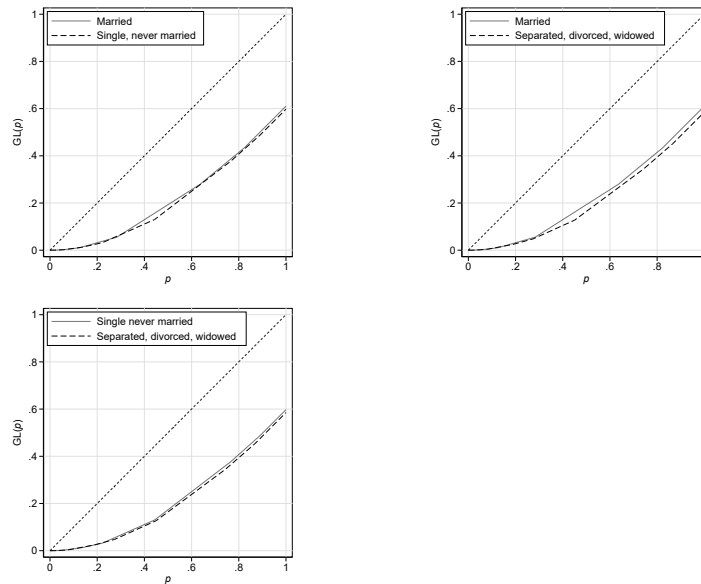 Married
Single, never married
1
.8
.6
.4
.2
0
GL(p)
0 .2 .4 .6 .8 1
p
Married
Separated, divorced, widowed
1
.8
.6
.4
.2
0
GL(p)
0 .2 .4 .6 .8
p
Single never married
Separated, divorced, widowed
1
.8
.6
.4
.2
0
GL(p)
0 .2 .4 .6 .8 1
p